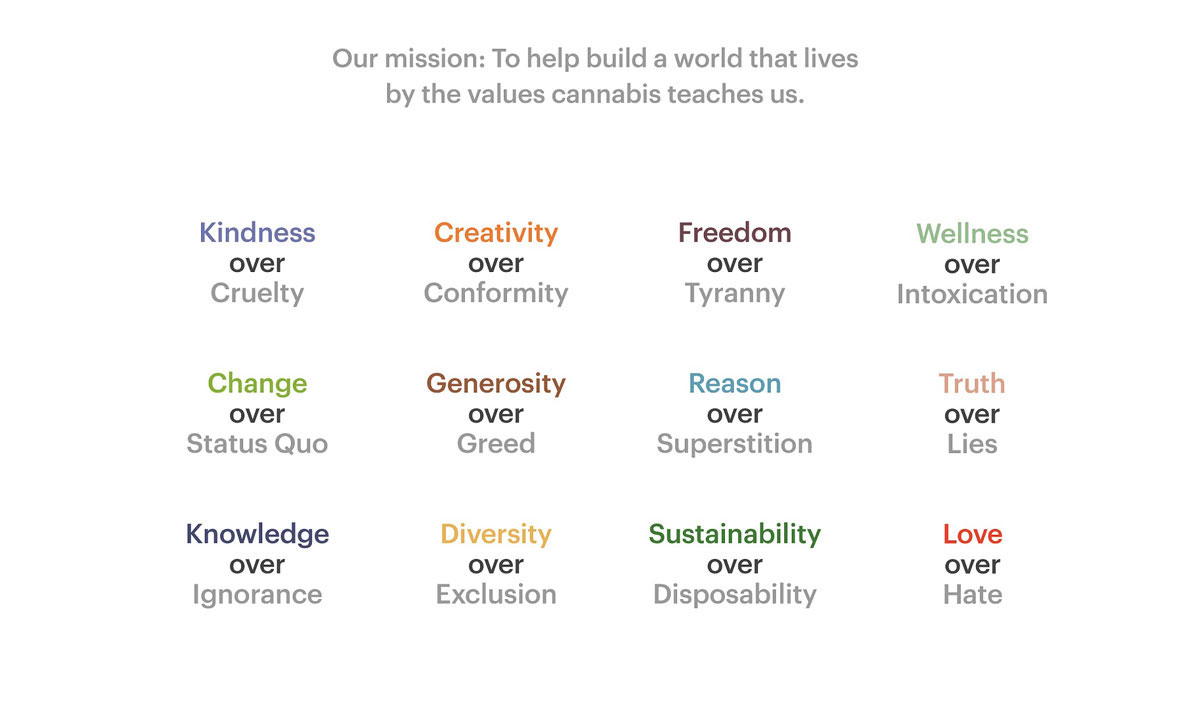 Our mission: To help build a world that lives
by the values cannabis teaches us.
Kindness
over
Cruelty
Creativity
over
Conformity
Freedom
over
Tyranny
Wellness
over
Intoxication
Change
over
Status Quo
Generosity
over
Greed
Reason
over
Superstition
Truth
over
Lies
Knowledge
over
Ignorance
Diversity
over
Exclusion
Sustainability
over
Disposability
Love
over
Hate